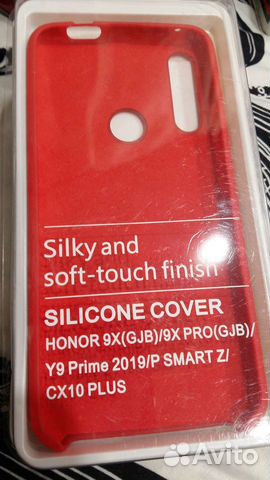 Silky and
soft-touch finish
SILICONE COVER
HONOR 9X(GJB)/9X PRO(GJB)/
Y9 Prime 2019/P SMART Z/
CX10 PLUS
Avito